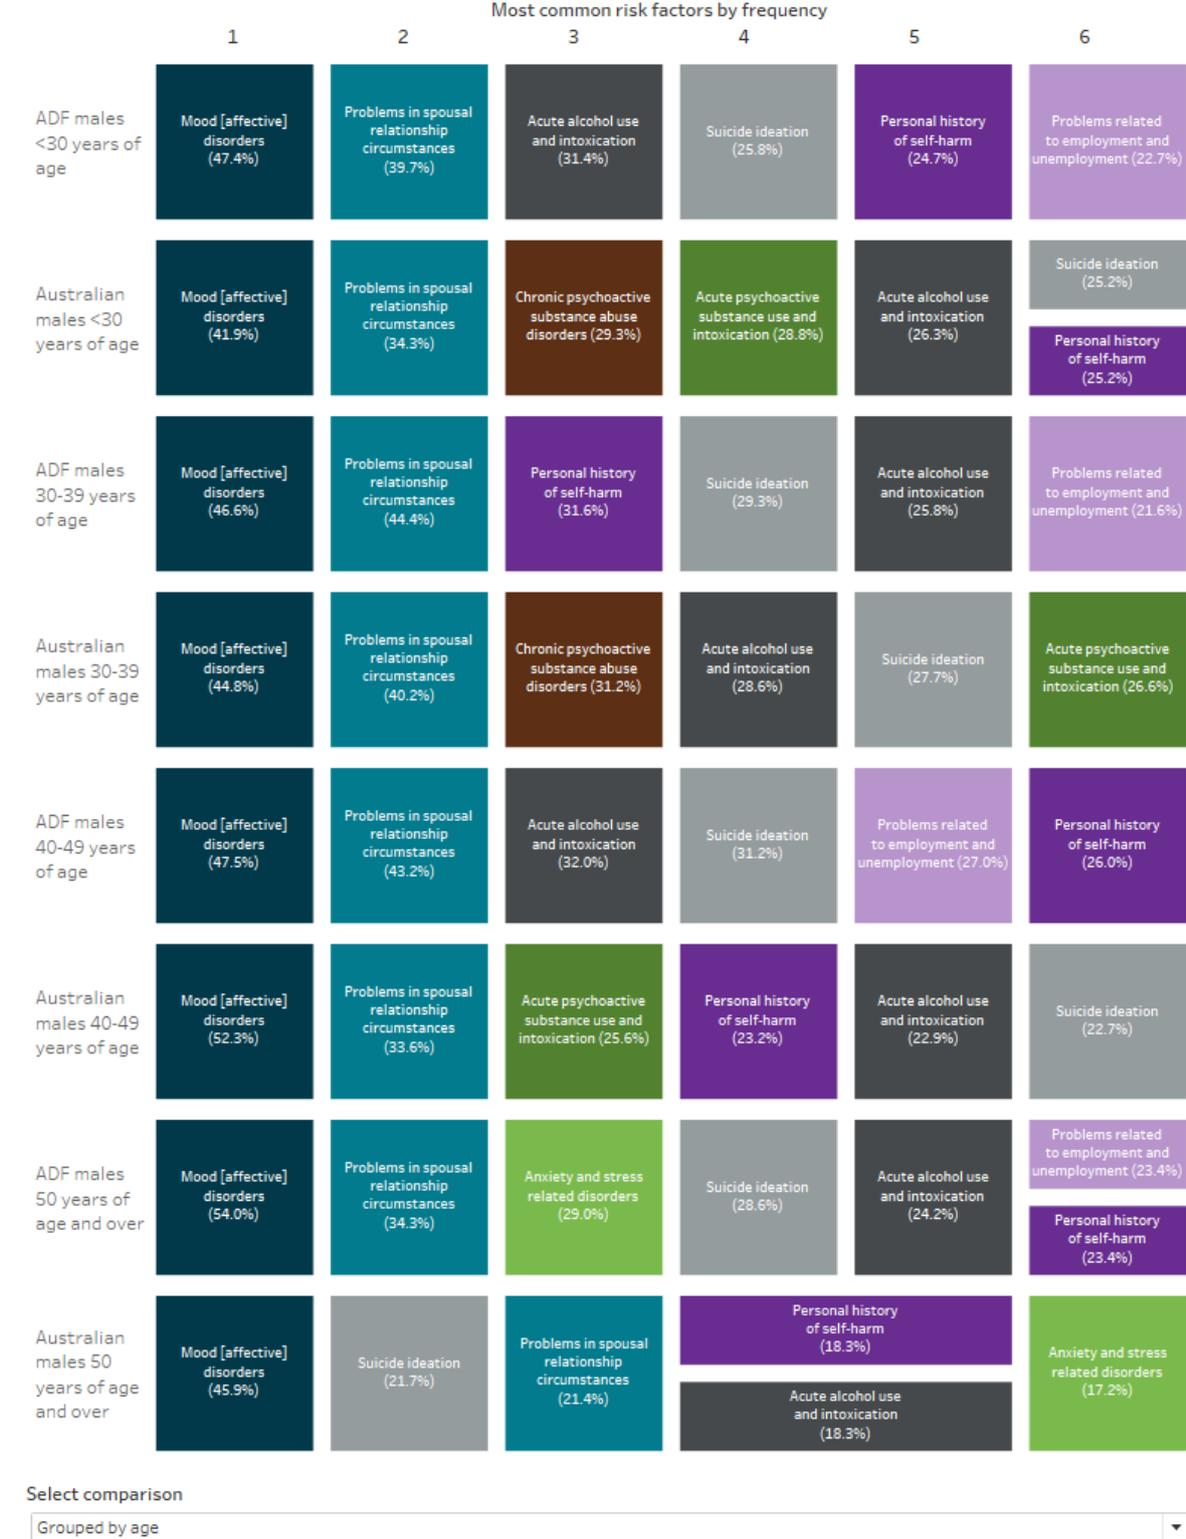 Most common risk factors by frequency
1 2 3 4 5 6
ADF males
<30 years of
age
Mood [affective]
disorders
(47.4%)
Problems in spousal
relationship
circumstances
(39.7%)
Acute alcohol use
and intoxication
(31.4%)
Suicide ideation
(25.8%)
Personal history
of self-harm
(24.7%)
Problems related
to employment and
unemployment (22.7%)
Australian
males <30
years of age
Mood [affective]
disorders
(41.9%)
Problems in spousal
relationship
circumstances
(34.3%)
Chronic psychoactive
substance abuse
disorders (29.3%)
Acute psychoactive
substance use and
intoxication (28.8%)
Acute alcohol use
and intoxication
(26.3%)
Suicide ideation
(25.2%)
Personal history
of self-harm
(25.2%)
ADF males
30-39 years
of age
Mood [affective]
disorders
(46.6%)
Problems in spousal
relationship
circumstances
(44.4%)
Personal history
of self-harm
(31.6%)
Suicide ideation
(29.3%)
Acute alcohol use
and intoxication
(25.8%)
Problems related
to employment and
unemployment (21.6%)
Australian
males 30-39
years of age
Mood [affective]
disorders
(44.8%)
Problems in spousal
relationship
circumstances
(40.2%)
Chronic psychoactive
substance abuse
disorders (31.2%)
Acute alcohol use
and intoxication
(28.6%)
Suicide ideation
(27.7%)
Acute psychoactive
substance use and
intoxication (26.6%)
ADF males
40-49 years
of age
Mood [affective]
disorders
(47.5%)
Problems in spousal
relationship
circumstances
(43.2%)
Acute alcohol use
and intoxication
(32.0%)
Suicide ideation
(31.2%)
Problems related
to employment and
unemployment (27.0%)
Personal history
of self-harm
(26.0%)
Australian
males 40-49
years of age
Mood [affective]
disorders
(52.3%)
Problems in spousal
relationship
circumstances
(33.6%)
Acute psychoactive
substance use and
intoxication (25.6%)
Personal history
of self-harm
(23.2%)
Acute alcohol use
and intoxication
(22.9%)
Suicide ideation
(22.7%)
ADF males
50 years of
age and over
Mood [affective]
disorders
(54.0%)
Problems in spousal
relationship
circumstances
(34.3%)
Anxiety and stress
related disorders
(29.0%)
Suicide ideation
(28.6%)
Acute alcohol use
and intoxication
(24.2%)
Problems related
to employment and
unemployment (23.4%)
Personal history
of self-harm
(23.4%)
Australian
males 50
years of age
and over
Mood [affective]
disorders
(45.9%)
Suicide ideation
(21.7%)
Problems in spousal
relationship
circumstances
(21.4%)
Personal history
of self-harm
(18.3%)
Acute alcohol use
and intoxication
(18.3%)
Anxiety and stress
related disorders
(17.2%)
Select comparison
Grouped by age